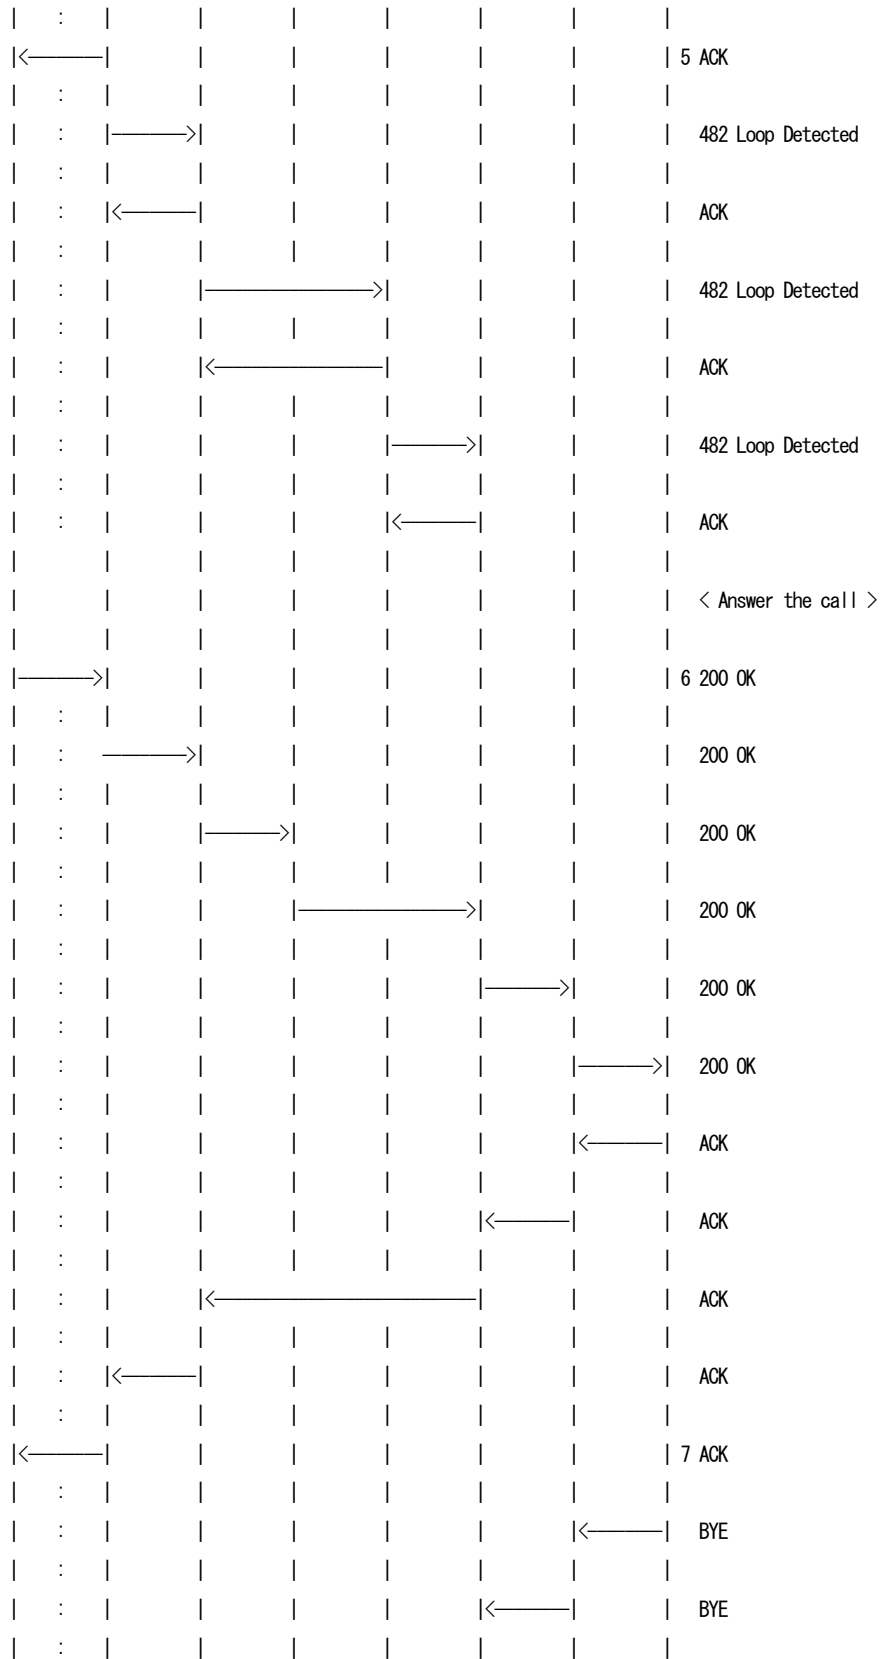 |    :    |         |         |         |         |         |         |
|<--------|         |         |         |         |         |         | 5 ACK
|    :    |         |         |         |         |         |         |
|    :    |-------->|         |         |         |         |         |   482 Loop Detected
|    :    |         |         |         |         |         |         |
|    :    |<--------|         |         |         |         |         |   ACK
|    :    |         |         |         |         |         |         |
|    :    |         |------------------>|         |         |         |   482 Loop Detected
|    :    |         |         |         |         |         |         |
|    :    |         |<------------------|         |         |         |   ACK
|    :    |         |         |         |         |         |         |
|    :    |         |         |         |-------->|         |         |   482 Loop Detected
|    :    |         |         |         |         |         |         |
|    :    |         |         |         |<--------|         |         |   ACK
|         |         |         |         |         |         |         |
|         |         |         |         |         |         |         |   < Answer the call >
|         |         |         |         |         |         |         |
|-------->|         |         |         |         |         |         | 6 200 OK
|    :    |         |         |         |         |         |         |
|    :    --------->|         |         |         |         |         |   200 OK
|    :    |         |         |         |         |         |         |
|    :    |         |-------->|         |         |         |         |   200 OK
|    :    |         |         |         |         |         |         |
|    :    |         |         |------------------>|         |         |   200 OK
|    :    |         |         |         |         |         |         |
|    :    |         |         |         |         |-------->|         |   200 OK
|    :    |         |         |         |         |         |         |
|    :    |         |         |         |         |         |-------->|   200 OK
|    :    |         |         |         |         |         |         |
|    :    |         |         |         |         |         |<--------|   ACK
|    :    |         |         |         |         |         |         |
|    :    |         |         |         |         |<--------|         |   ACK
|    :    |         |         |         |         |         |         |
|    :    |         |<----------------------------|         |         |   ACK
|    :    |         |         |         |         |         |         |
|    :    |<--------|         |         |         |         |         |   ACK
|    :    |         |         |         |         |         |         |
|<--------|         |         |         |         |         |         | 7 ACK
|    :    |         |         |         |         |         |         |
|    :    |         |         |         |         |         |<--------|   BYE
|    :    |         |         |         |         |         |         |
|    :    |         |         |         |         |<--------|         |   BYE
|    :    |         |         |         |         |         |         |